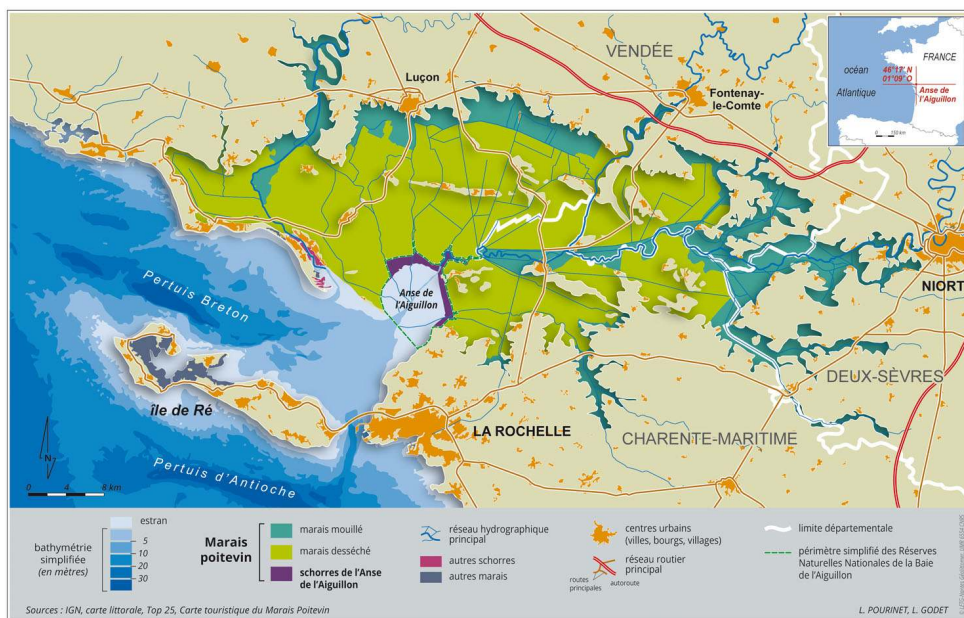 VENDÉE
Luçon
Fontenay-
le-Comte
océan
Atlantique
FRANCE
46°17' N
01°09' O
Anse de
l'Aiguillon
0 150 km
Pertuis Breton
Anse de
l'Aiguillon
NIORT
DEUX-SÈVRES
île de Ré
LA ROCHELLE
CHARENTE-MARITIME
Pertuis d'Antioche
N
0 4 8 km
bathymétrie
simplifiée
(en mètres)
estran
5
10
20
30
Marais
poitevin
marais mouillé
marais desséché
schorres de l'Anse
de l'Aiguillon
réseau hydrographique
principal
autres schorres
autres marais
centres urbains
(villes, bourgs, villages)
réseau routier
principal
routes
principales
autoroute
limite départementale
périmètre simplifié des Réserves
Naturelles Nationales de la Baie
de l'Aiguillon
Sources : IGN, carte littorale, Top 25, Carte touristique du Marais Poitevin
L. POURINET, L. GODET